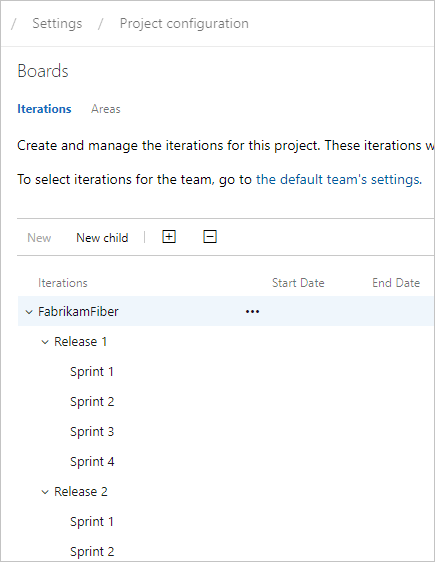 / Settings / Project configuration
Boards
Iterations Areas
Create and manage the iterations for this project. These iterations w
To select iterations for the team, go to the default team's settings.
New New child
Iterations Start Date End Date
FabrikamFiber ...
Release 1
Sprint 1
Sprint 2
Sprint 3
Sprint 4
Release 2
Sprint 1
Sprint 2